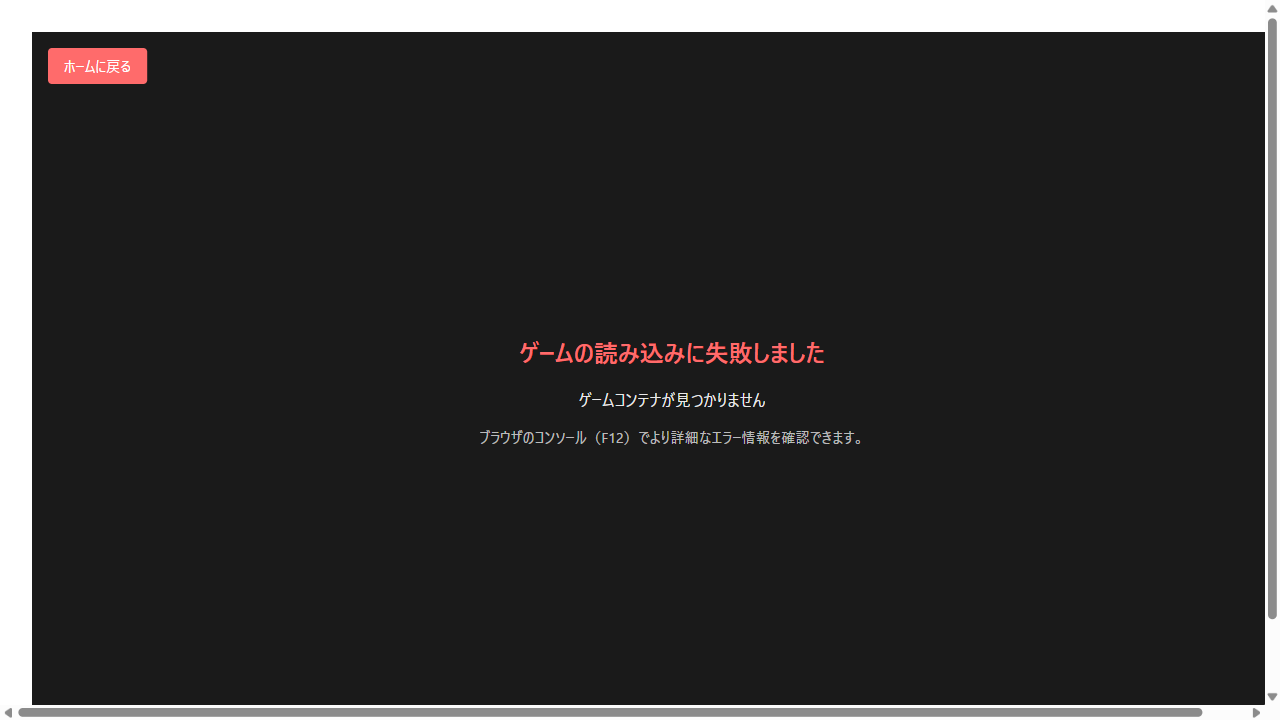 ホームに戻る
ゲームの読み込みに失敗しました
ゲームコンテナが見つかりません
ブラウザのコンソール（F12）でより詳細なエラー情報を確認できます。